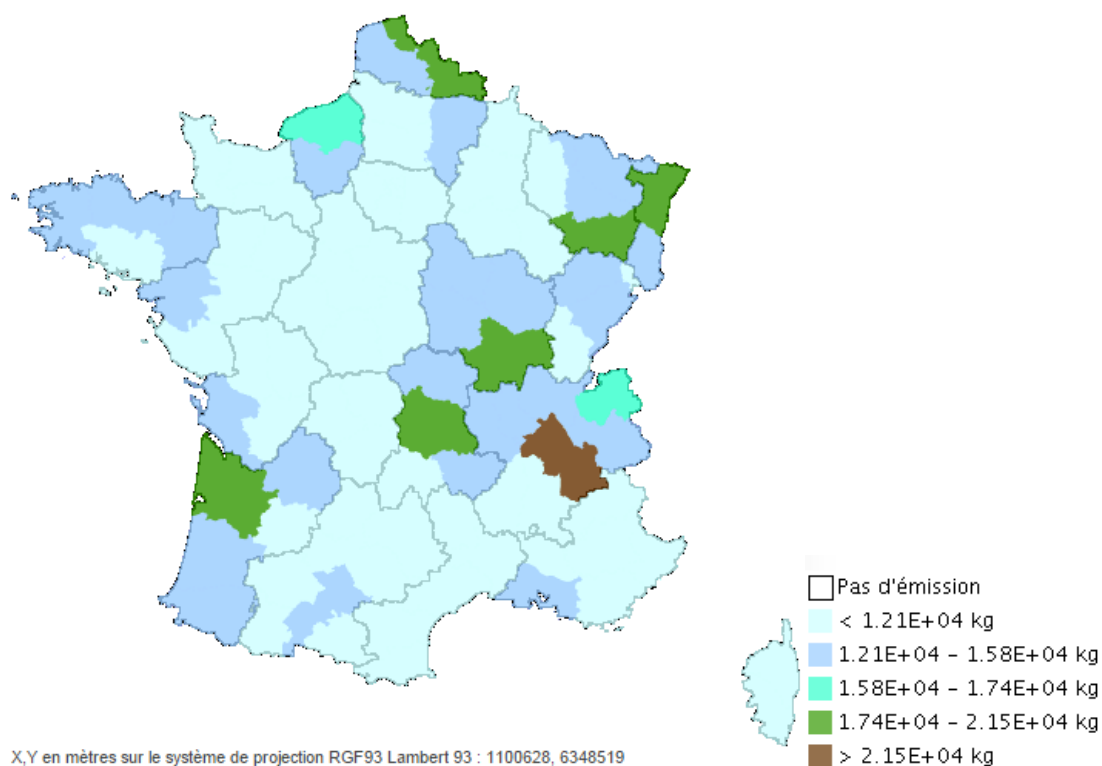 Pas d'émission
< 1.21E+04 kg
1.21E+04 – 1.58E+04 kg
1.58E+04 – 1.74E+04 kg
1.74E+04 – 2.15E+04 kg
> 2.15E+04 kg
X,Y en mètres sur le système de projection RGF93 Lambert 93 : 1100628, 6348519